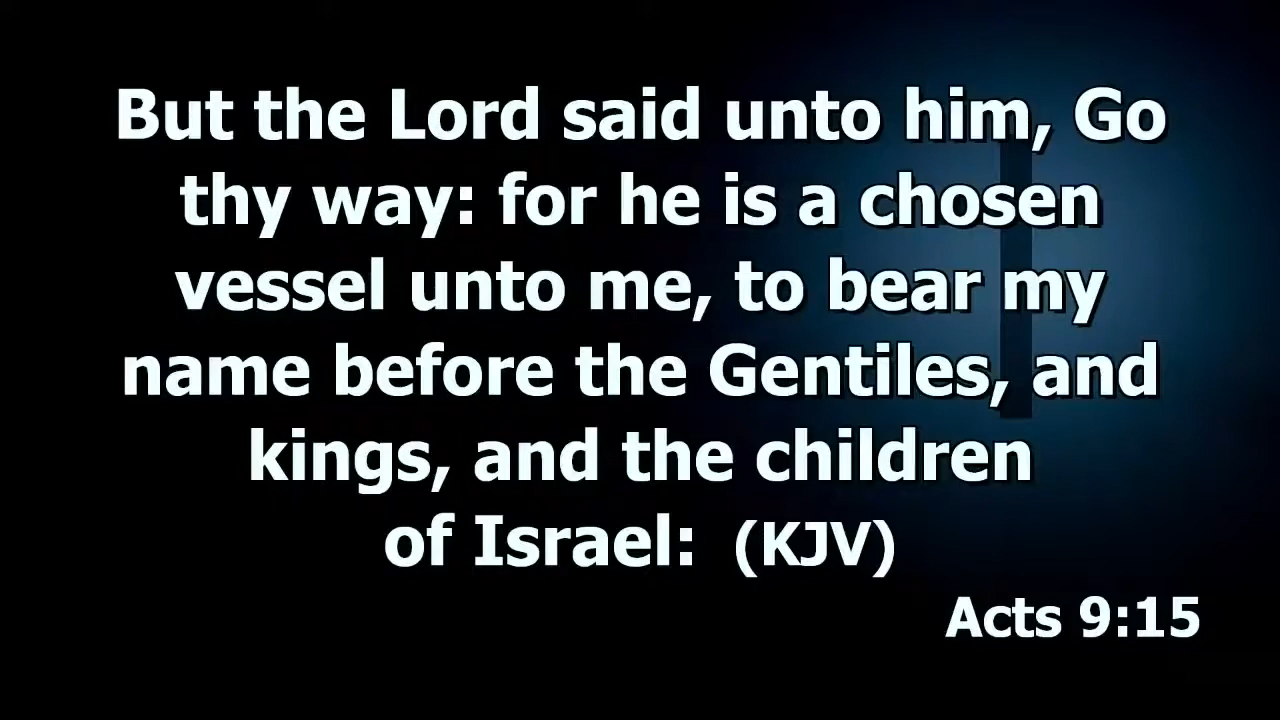 But the Lord said unto him, Go
thy way: for he is a chosen
vessel unto me, to bear my
name before the Gentiles, and
kings, and the children
of Israel: (KJV)
Acts 9:15